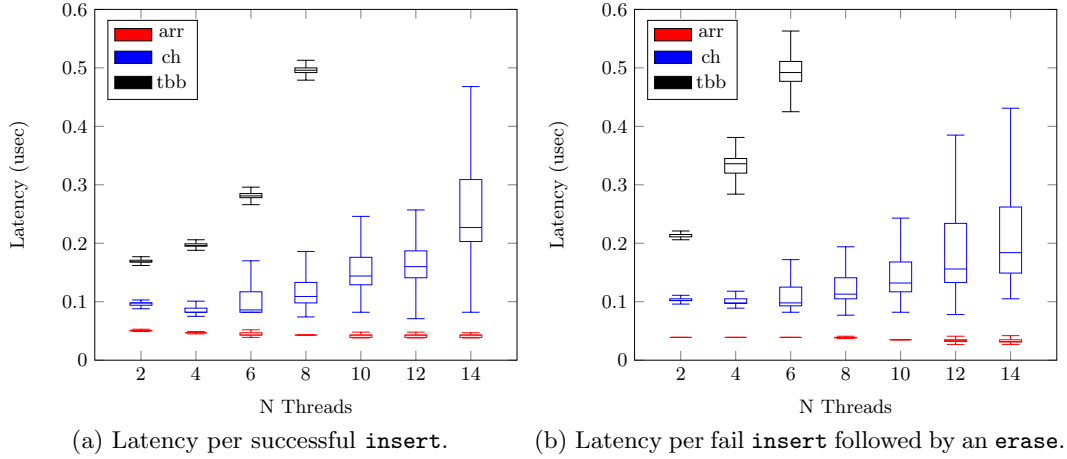 0.6
0.5
0.4
0.3
0.2
0.1
0
Latency (usec)
arr
ch
tbb
2 4 6 8 10 12 14
N Threads
(a) Latency per successful insert.
0.6
0.5
0.4
0.3
0.2
0.1
0
Latency (usec)
arr
ch
tbb
2 4 6 8 10 12 14
N Threads
(b) Latency per fail insert followed by an erase.